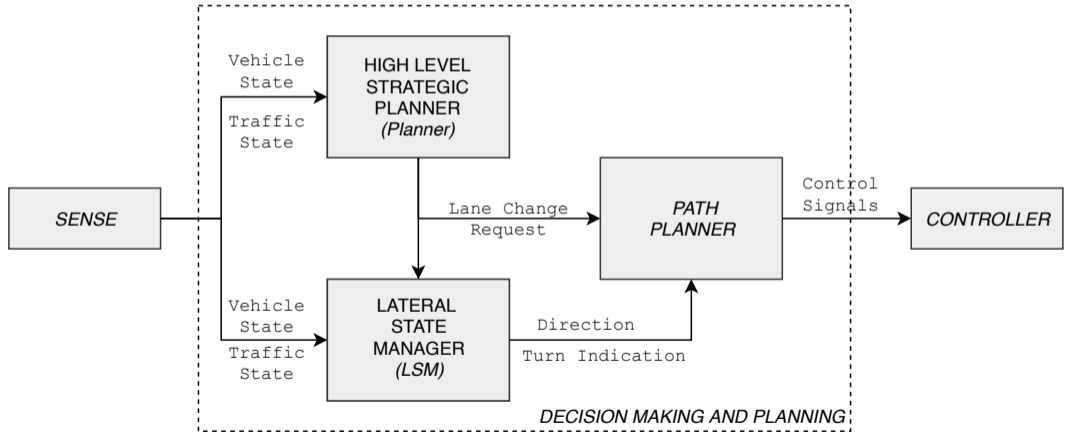 Vehicle
State
Traffic
State
HIGH LEVEL
STRATEGIC
PLANNER
(Planner)
SENSE
Lane Change
Request
PATH
PLANNER
Control
Signals
CONTROLLER
Vehicle
State
Traffic
State
LATERAL
STATE
MANAGER
(LSM)
Direction
Turn Indication
DECISION MAKING AND PLANNING